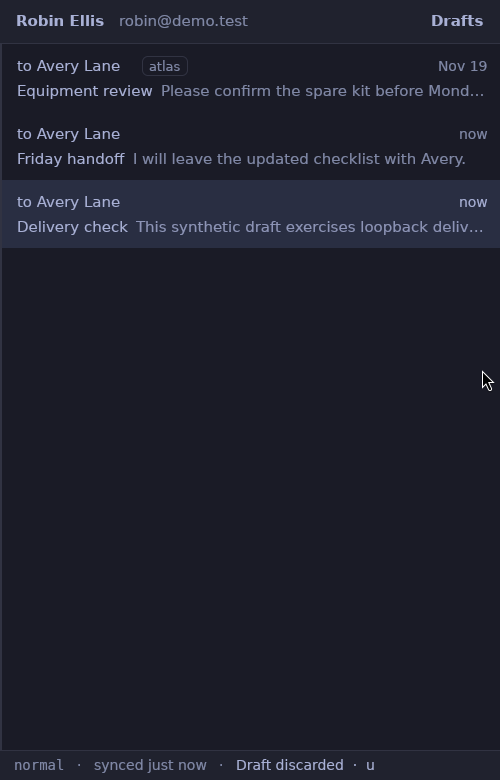 Robin Ellis robin@demo.test Drafts
to Avery Lane atlas Nov 19
Equipment review Please confirm the spare kit before Mond…
to Avery Lane now
Friday handoff I will leave the updated checklist with Avery.
to Avery Lane now
Delivery check This synthetic draft exercises loopback deliv…
normal · synced just now · Draft discarded · u